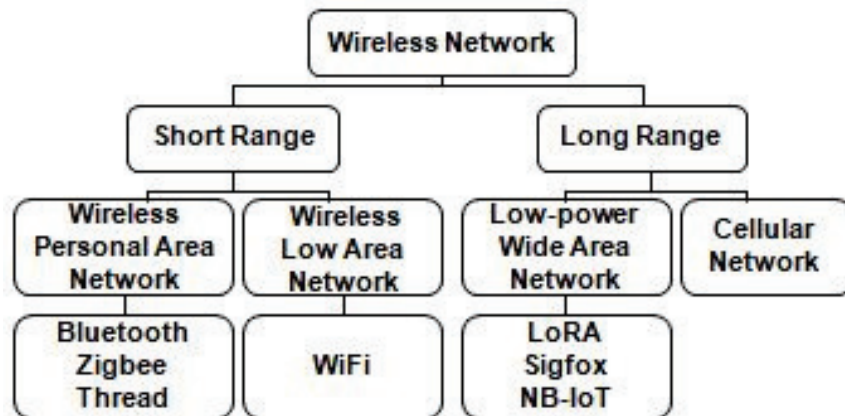 Wireless Network
Short Range
Long Range
Wireless
Personal Area
Network
Wireless
Low Area
Network
Low-power
Wide Area
Network
Cellular
Network
Bluetooth
Zigbee
Thread
WiFi
LoRA
Sigfox
NB-IoT